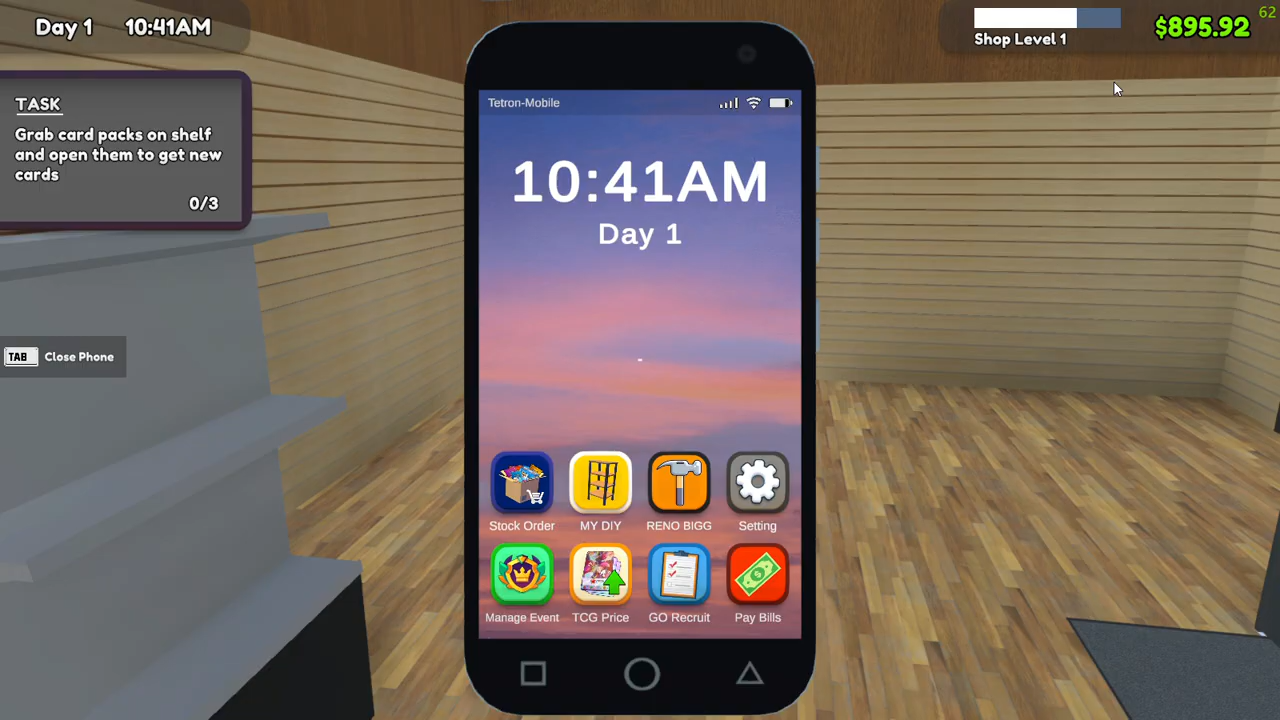 Day 1 10:41AM
62
$895.92
Shop Level 1
TASK
Grab card packs on shelf
and open them to get new
cards
0/3
TAB Close Phone
Tetron-Mobile
10:41AM
Day 1
Stock Order MY DIY RENO BIGG Setting
Manage Event TCG Price GO Recruit Pay Bills